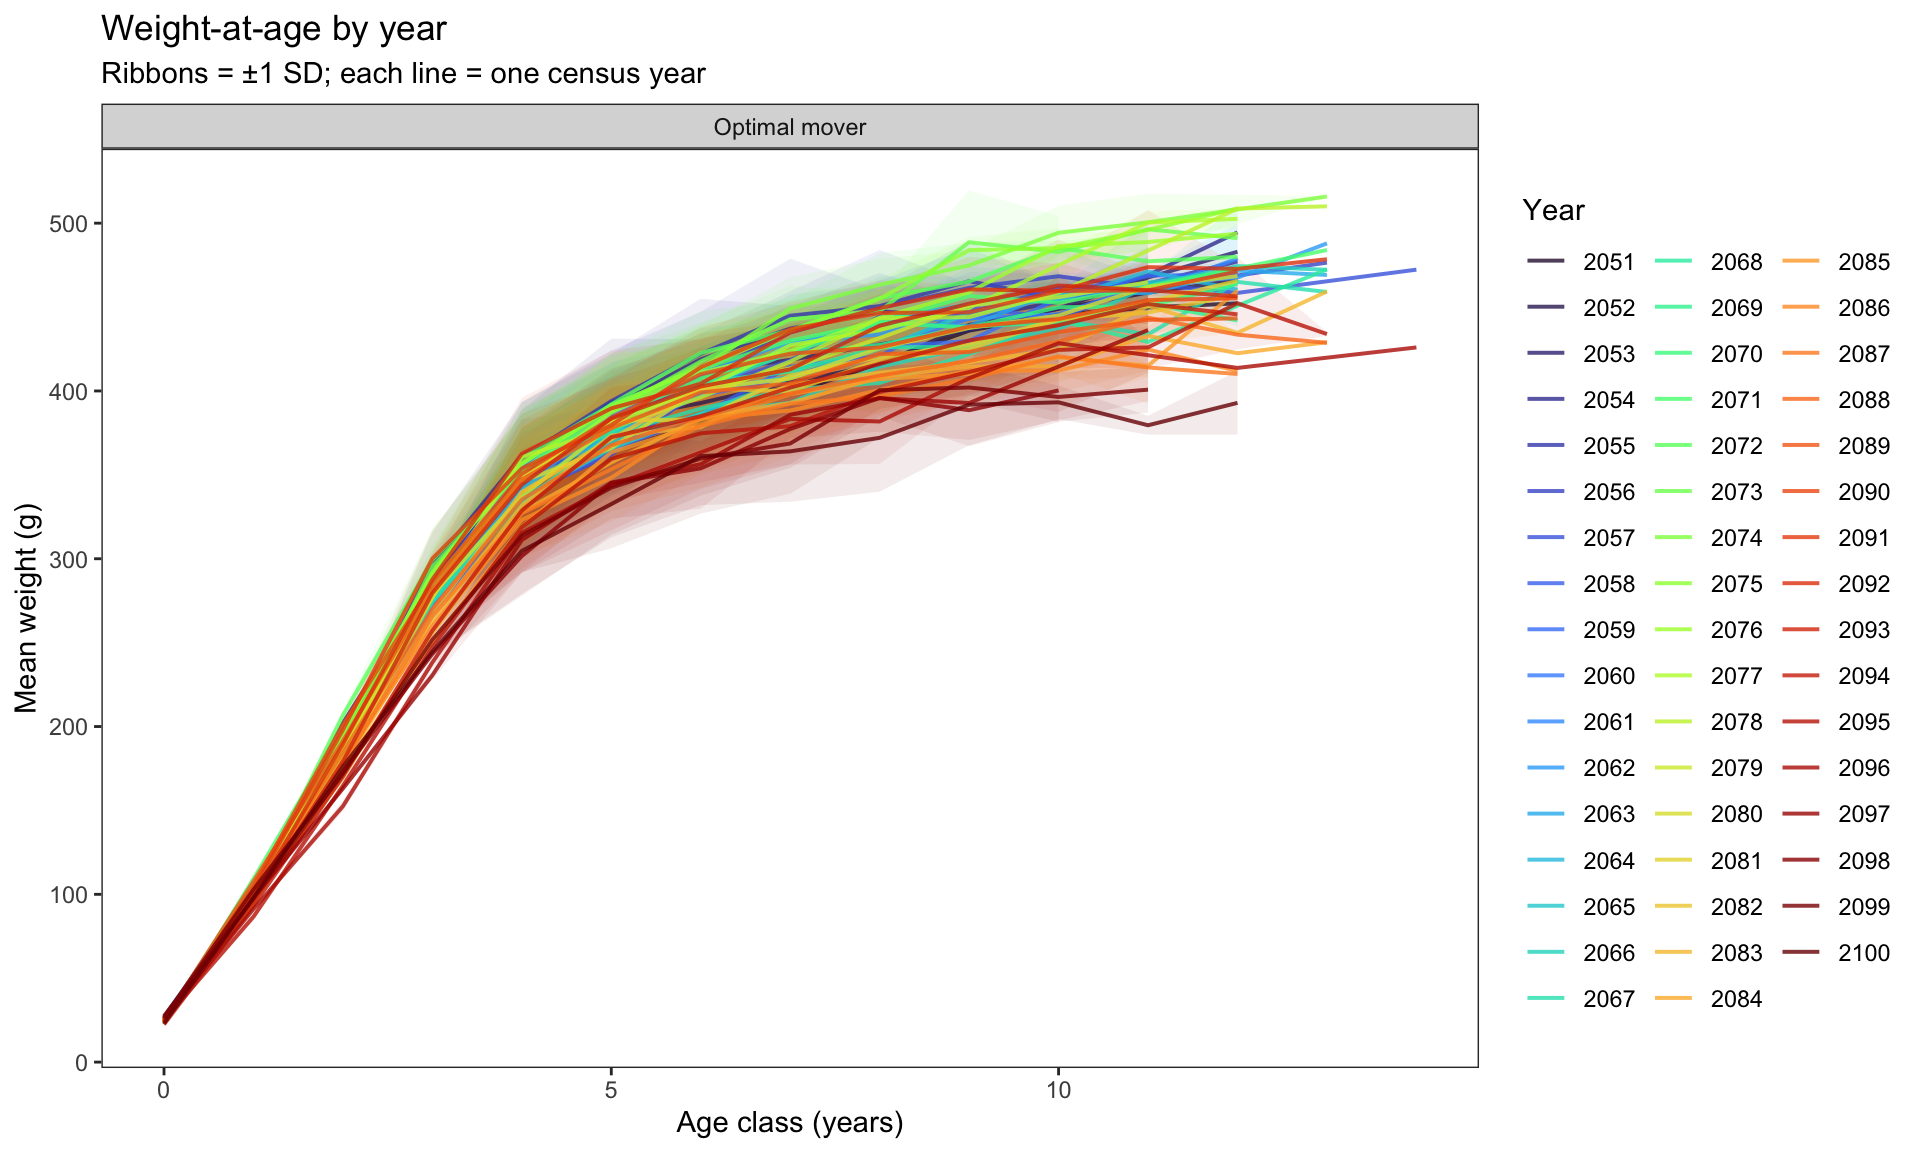 Weight-at-age by year
Ribbons = ±1 SD; each line = one census year
Optimal mover
Mean weight (g)
500
400
300
200
100
0
0 5 10
Age class (years)
Year
2051 2068 2085
2052 2069 2086
2053 2070 2087
2054 2071 2088
2055 2072 2089
2056 2073 2090
2057 2074 2091
2058 2075 2092
2059 2076 2093
2060 2077 2094
2061 2078 2095
2062 2079 2096
2063 2080 2097
2064 2081 2098
2065 2082 2099
2066 2083 2100
2067 2084